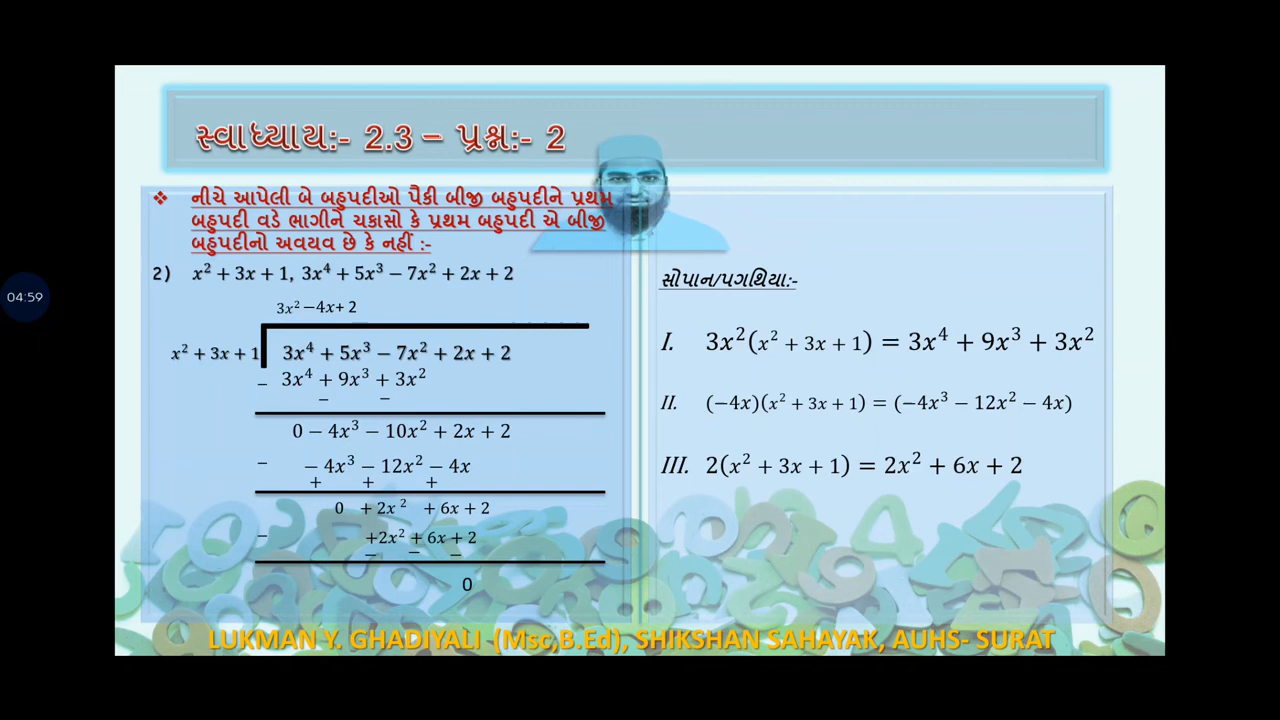 સ્વાધ્યાય:- 2.3 – પ્રશ્ન:- 2
❖ નીચે આપેલી બે બહુપદીઓ પૈકી બીજી બહુપદીને પ્રથમ
બહુપદી વડે ભાગીને ચકાસો કે પ્રથમ બહુપદી એ બીજી
બહુપદીનો અવયવ છે કે નહીં :-
2) x² + 3x + 1, 3x⁴ + 5x³ − 7x² + 2x + 2
3x² −4x+ 2
x² + 3x + 1 3x⁴ + 5x³ − 7x² + 2x + 2
− 3x⁴ + 9x³ + 3x²
− −
0 − 4x³ − 10x² + 2x + 2
− − 4x³ − 12x² − 4x
+ + +
0 + 2x² + 6x + 2
− +2x² + 6x + 2
− − −
0
સોપાન/પગથિયા:-
I. 3x²(x² + 3x + 1) = 3x⁴ + 9x³ + 3x²
II. (−4x)(x² + 3x + 1) = (−4x³ − 12x² − 4x)
III. 2(x² + 3x + 1) = 2x² + 6x + 2
LUKMAN Y. GHADIYALI (Msc,B.Ed), SHIKSHAN SAHAYAK, AUHS- SURAT
04:59